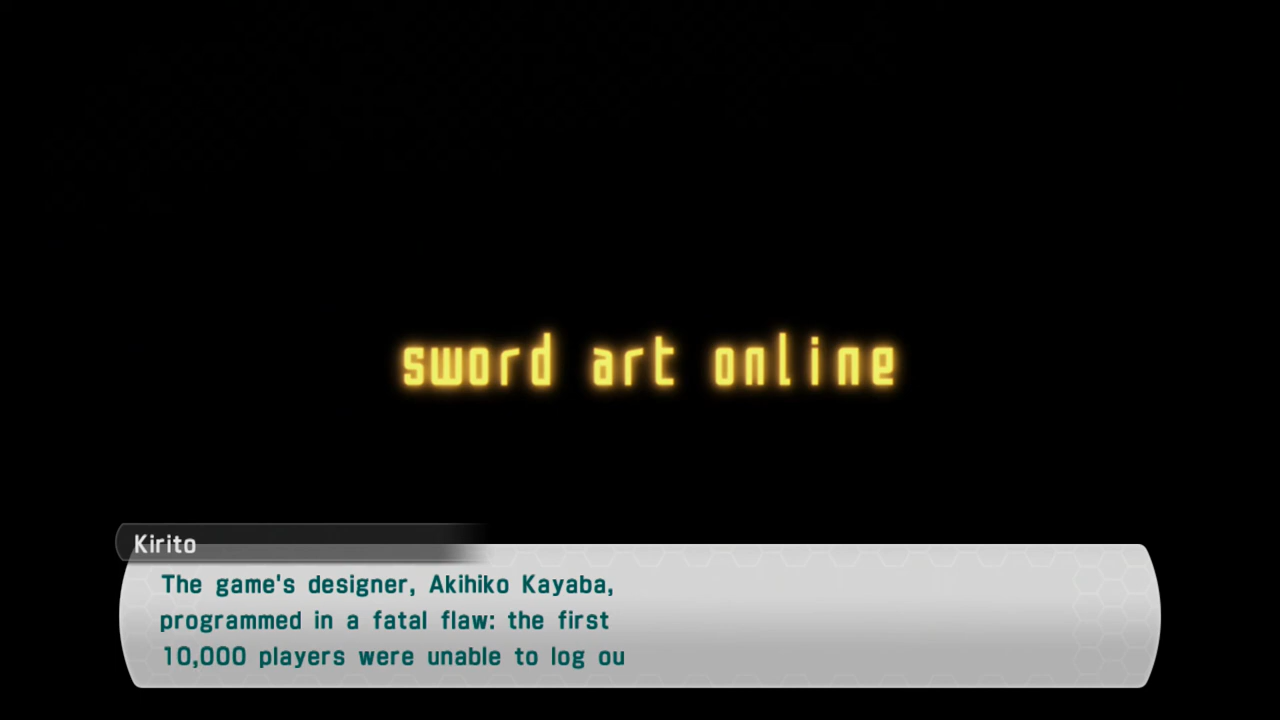 sword art online
Kirito
The game's designer, Akihiko Kayaba,
programmed in a fatal flaw: the first
10,000 players were unable to log ou